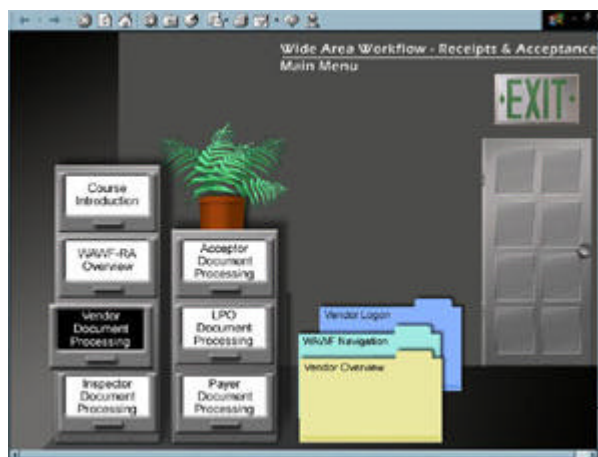 Wide Area Workflow - Receipts & Acceptance
Main Menu
EXIT
Course
Introduction
WAWF-RA
Overview
Vendor
Document
Processing
Inspector
Document
Processing
Acceptor
Document
Processing
LPO
Document
Processing
Payer
Document
Processing
Vendor Logon
WAWF Navigation
Vendor Overview